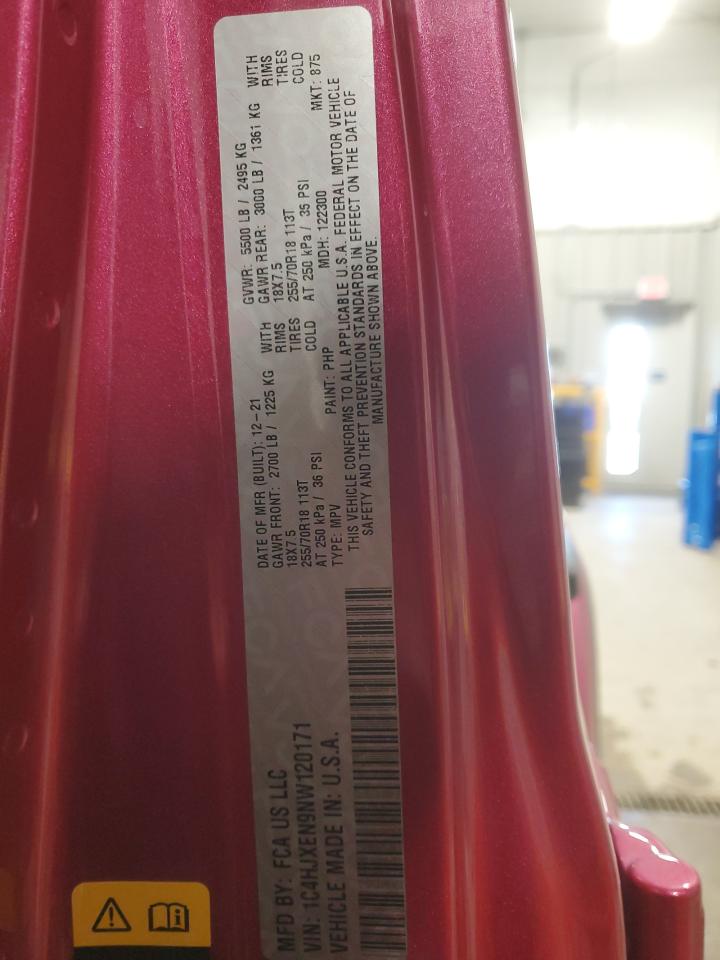 MFD BY: FCA US LLC
VIN: 1C4HJXEN9NW120171
VEHICLE MADE IN: U.S.A.
DATE OF MFR (BUILT): 12-21 GVWR: 5500 LB / 2495 KG
GAWR FRONT: 2700 LB / 1225 KG WITH GAWR REAR: 3000 LB / 1361 KG WITH
18X7.5 RIMS 18X7.5 RIMS
255/70R18 113T TIRES 255/70R18 113T TIRES
AT 250 kPa / 36 PSI COLD AT 250 kPa / 35 PSI COLD
TYPE: MPV PAINT: PHP MDH: 122300 MKT: 875
THIS VEHICLE CONFORMS TO ALL APPLICABLE U.S.A. FEDERAL MOTOR VEHICLE
SAFETY AND THEFT PREVENTION STANDARDS IN EFFECT ON THE DATE OF
MANUFACTURE SHOWN ABOVE.